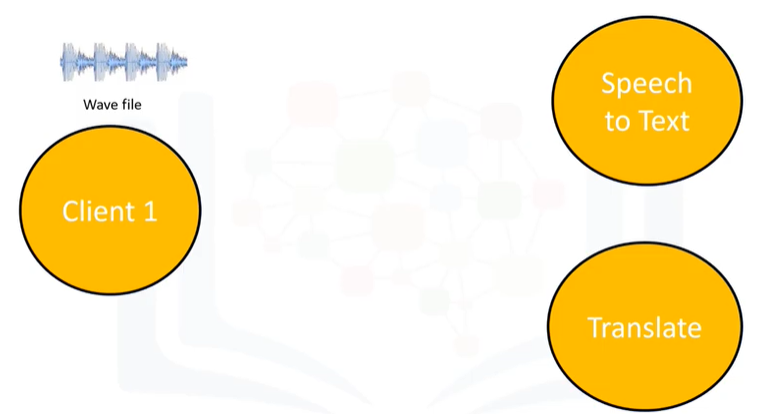 Wave file
Client 1
Speech
to Text
Translate